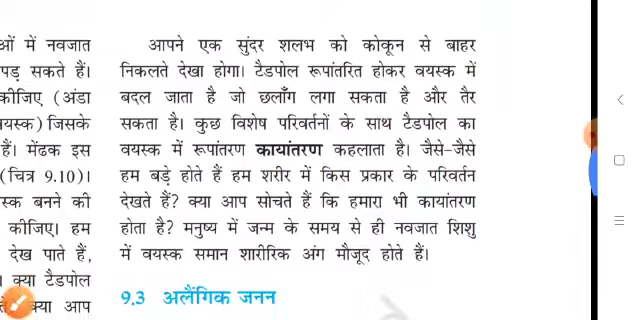 ओं में नवजात
पड़ सकते हैं।
कीजिए (अंडा
यस्क) जिसके
हैं। मेंढक इस
(चित्र 9.10)।
स्क बनने की
कीजिए। हम
देख पाते हैं,
। क्या टैडपोल
क्या आप
आपने एक सुंदर शलभ को कोकून से बाहर
निकलते देखा होगा। टैडपोल रूपांतरित होकर वयस्क में
बदल जाता है जो छलाँग लगा सकता है और तैर
सकता है। कुछ विशेष परिवर्तनों के साथ टैडपोल का
वयस्क में रूपांतरण कायांतरण कहलाता है। जैसे-जैसे
हम बड़े होते हैं हम शरीर में किस प्रकार के परिवर्तन
देखते हैं? क्या आप सोचते हैं कि हमारा भी कायांतरण
होता है? मनुष्य में जन्म के समय से ही नवजात शिशु
में वयस्क समान शारीरिक अंग मौजूद होते हैं।
9.3 अलैंगिक जनन